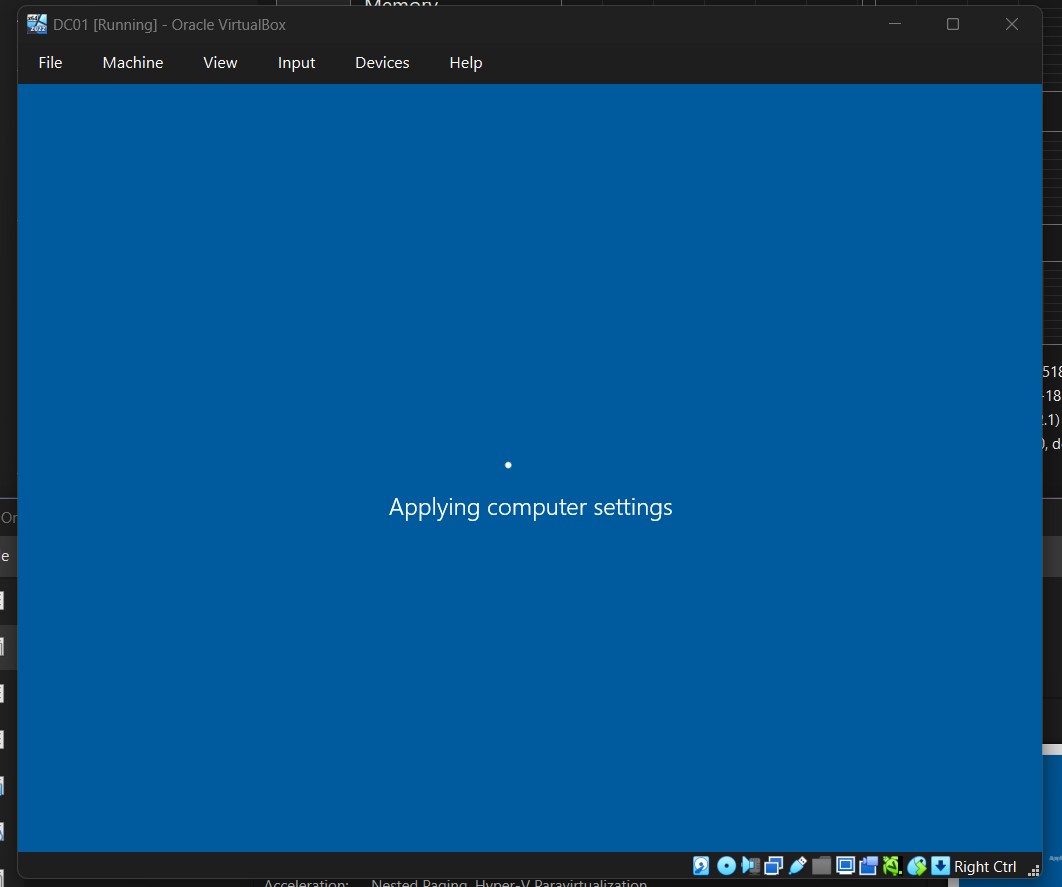 Memory
DC01 [Running] - Oracle VirtualBox
File Machine View Input Devices Help
Applying computer settings
Right Ctrl
Acceleration: Nested Paging, Hyper-V Paravirtualization